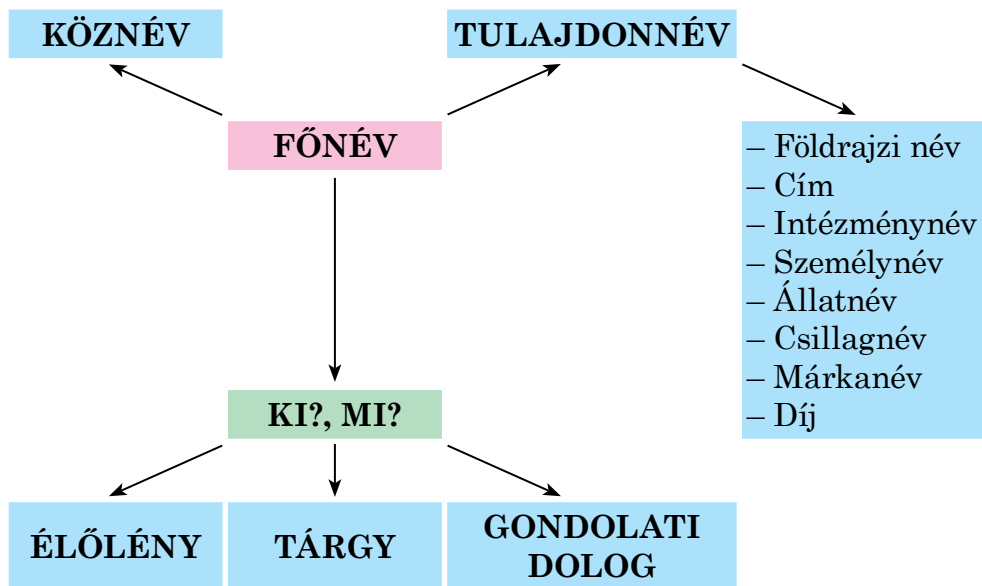 KÖZNÉV
TULAJDONNÉV
FŐNÉV
– Földrajzi név
– Cím
– Intézménynév
– Személynév
– Állatnév
– Csillagnév
– Márkanév
– Díj
KI?, MI?
ÉLŐLÉNY
TÁRGY
GONDOLATI
DOLOG